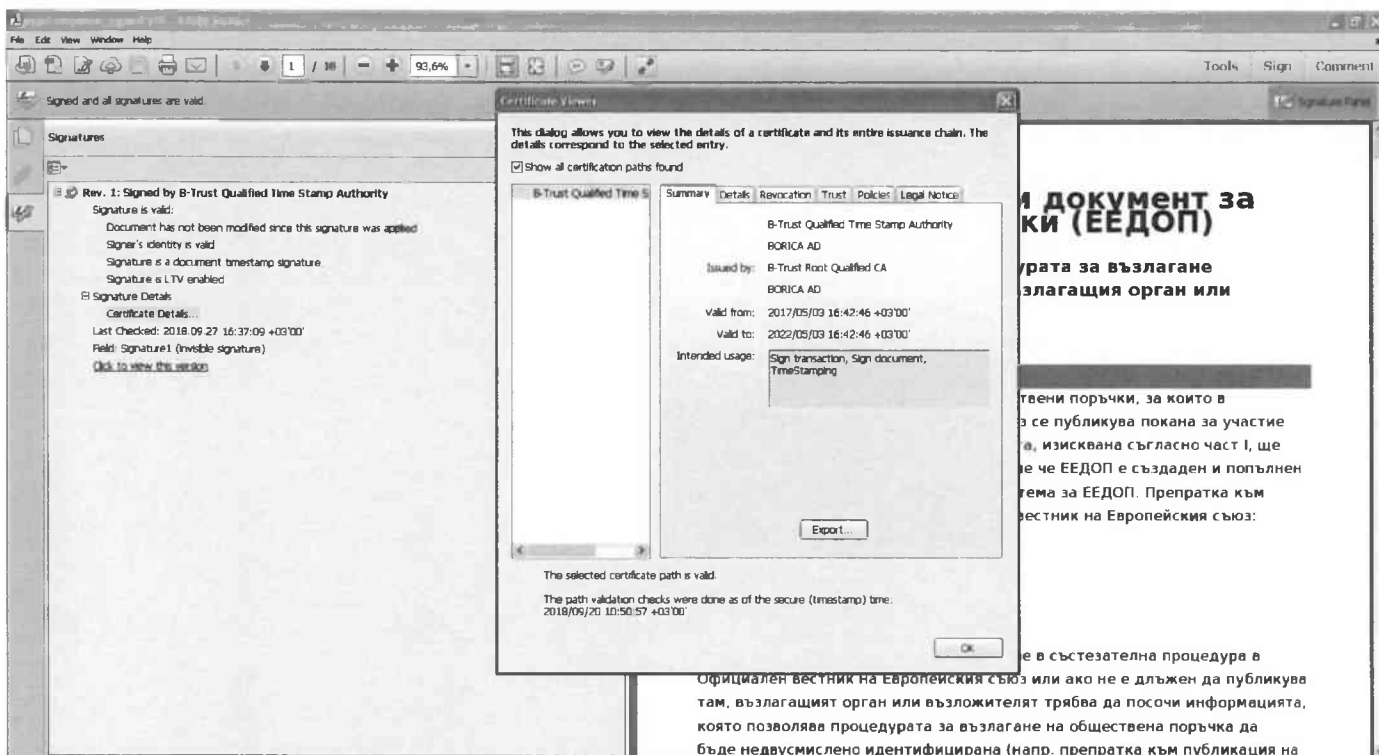 File Edit View Window Help
1 / 18
93,6%
Tools Sign Comment
Signed and all signatures are valid.
Signature Panel
Signatures
Rev. 1: Signed by B-Trust Qualified Time Stamp Authority
Signature is valid:
Document has not been modified since this signature was applied
Signer's identity is valid
Signature is a document timestamp signature.
Signature is LTV enabled
Signature Details
Certificate Details...
Last Checked: 2018.09.27 16:37:09 +03'00'
Field: Signature1 (invisible signature)
Click to view this version
Certificate Viewer
This dialog allows you to view the details of a certificate and its entire issuance chain. The
details correspond to the selected entry.
Show all certification paths found
B-Trust Qualified Time S
Summary Details Revocation Trust Policies Legal Notice
B-Trust Qualified Time Stamp Authority
BORICA AD
Issued by: B-Trust Root Qualified CA
BORICA AD
Valid from: 2017/05/03 16:42:46 +03'00'
Valid to: 2022/05/03 16:42:46 +03'00'
Intended usage: Sign transaction, Sign document,
TimeStamping
Export...
The selected certificate path is valid.
The path validation checks were done as of the secure (timestamp) time:
2018/09/20 10:50:57 +03'00'
OK
документ за
ки (ЕЕДОП)
урата за възлагане
злагащия орган или
твени поръчки, за които в
з се публикува покана за участие
а, изисквана съгласно част I, ще
е че ЕЕДОП е създаден и попълнен
тема за ЕЕДОП. Препратка към
вестник на Европейския съюз:
е в състезателна процедура в
Официален вестник на Европейския съюз или ако не е длъжен да публикува
там, възлагащият орган или възложителят трябва да посочи информацията,
която позволява процедурата за възлагане на обществена поръчка да
бъде недвусмислено идентифицирана (напр. препратка към публикация на